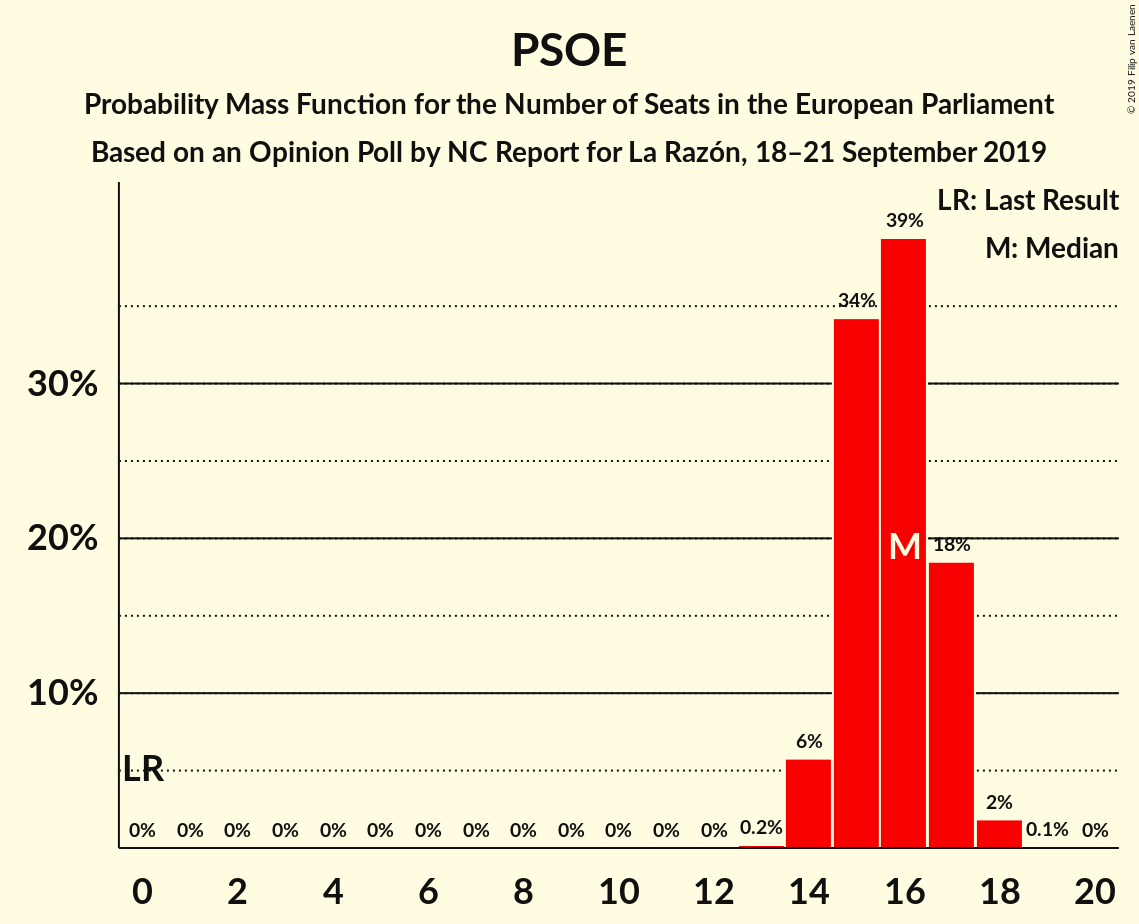 PSOE
Probability Mass Function for the Number of Seats in the European Parliament
Based on an Opinion Poll by NC Report for La Razón, 18–21 September 2019
© 2019 Filip van Laenen
LR: Last Result
M: Median
39%
34%
30%
20%
M
18%
10%
6%
LR
2%
0% 0% 0% 0% 0% 0% 0% 0% 0% 0% 0% 0% 0% 0.2% 0.1% 0%
0 2 4 6 8 10 12 14 16 18 20